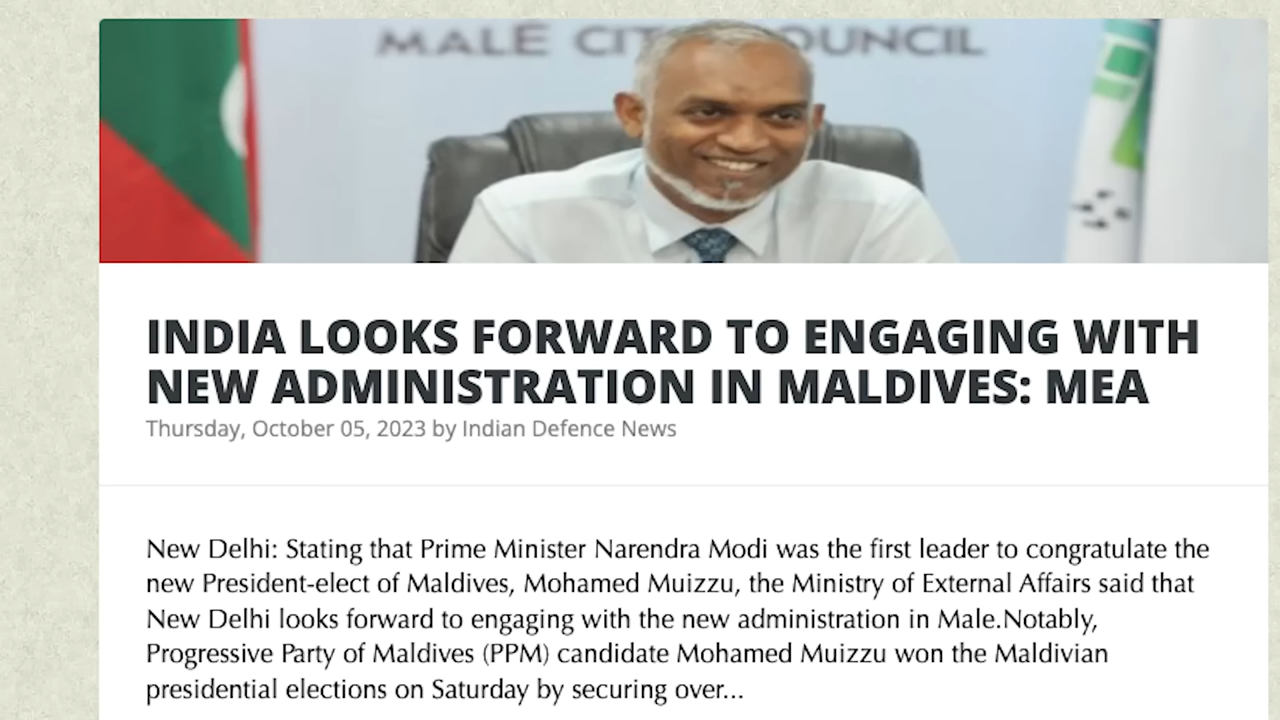 MALÉ CITY COUNCIL
INDIA LOOKS FORWARD TO ENGAGING WITH
NEW ADMINISTRATION IN MALDIVES: MEA
Thursday, October 05, 2023 by Indian Defence News
New Delhi: Stating that Prime Minister Narendra Modi was the first leader to congratulate the
new President-elect of Maldives, Mohamed Muizzu, the Ministry of External Affairs said that
New Delhi looks forward to engaging with the new administration in Male.Notably,
Progressive Party of Maldives (PPM) candidate Mohamed Muizzu won the Maldivian
presidential elections on Saturday by securing over...